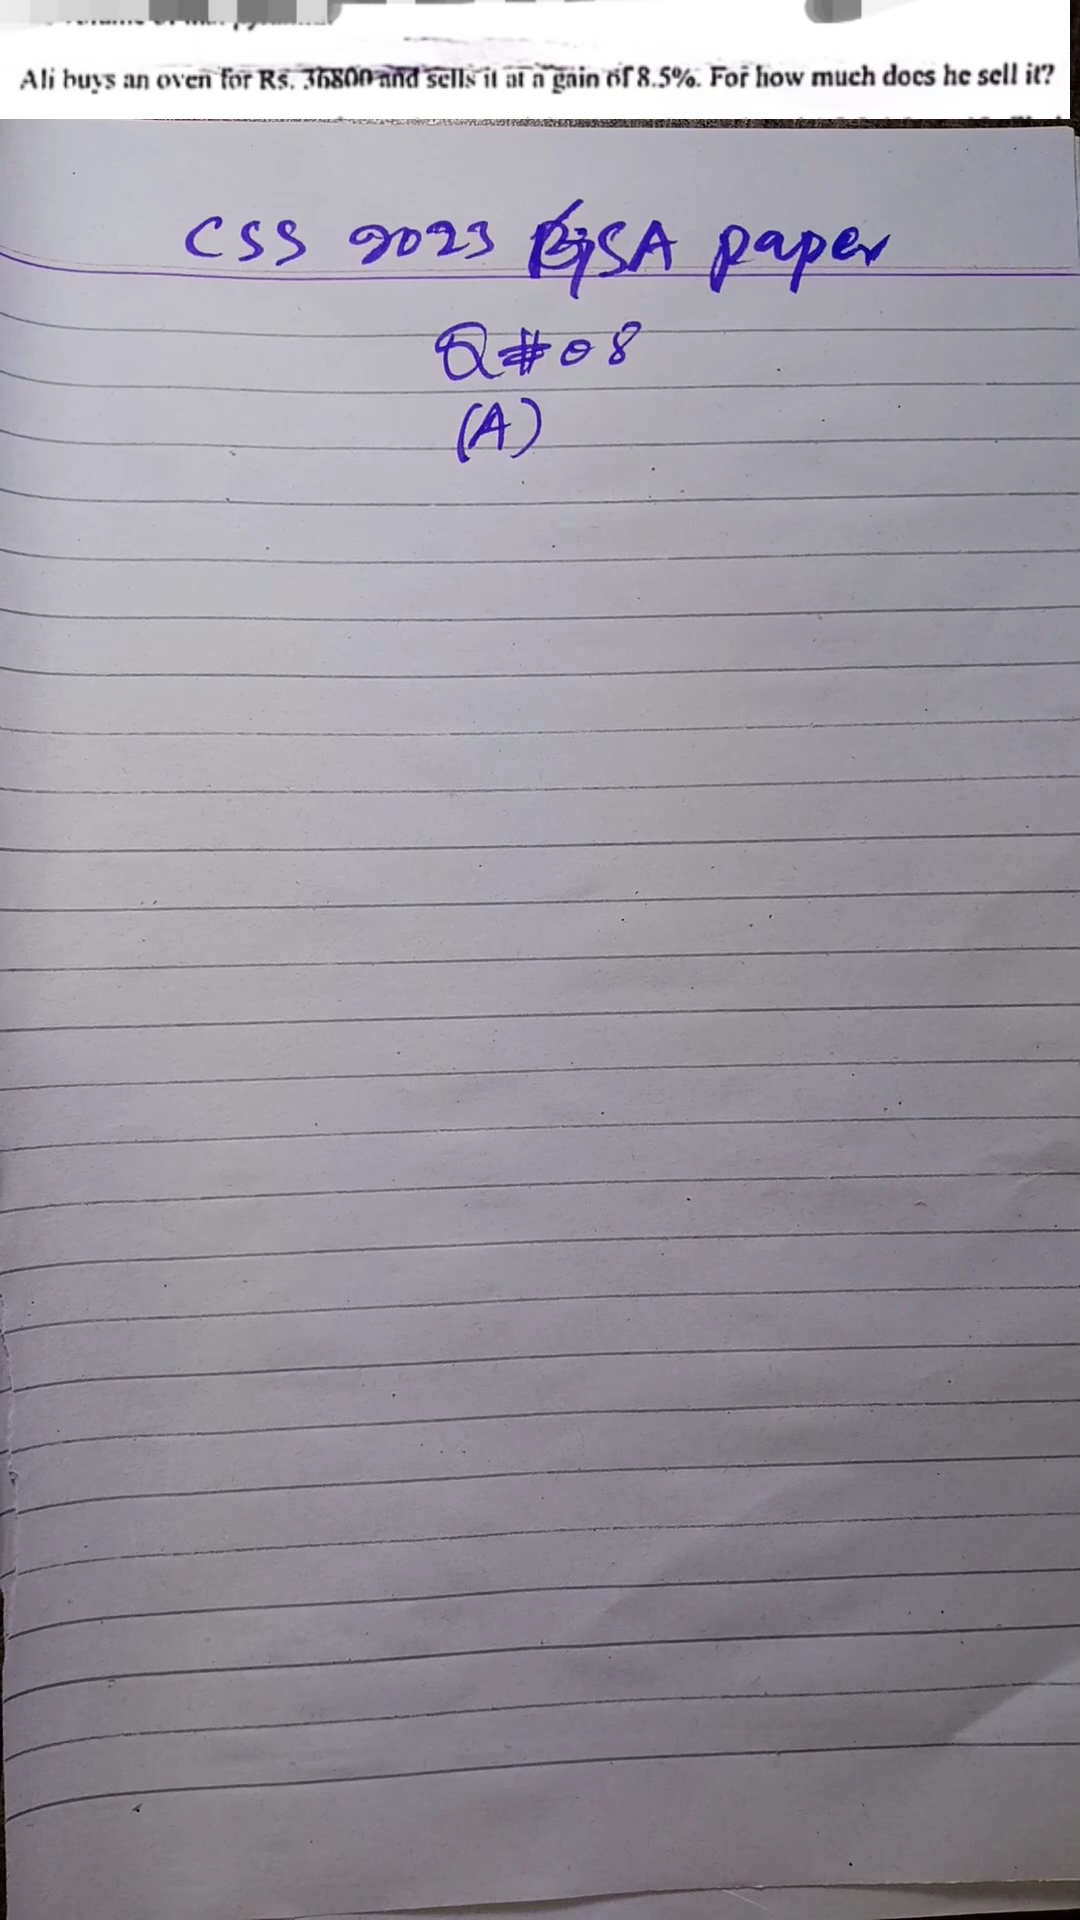 Ali buys an oven for Rs. 36800 and sells it at a gain of 8.5%. For how much does he sell it?
CSS 2023 GSA paper
Q#08
(A)